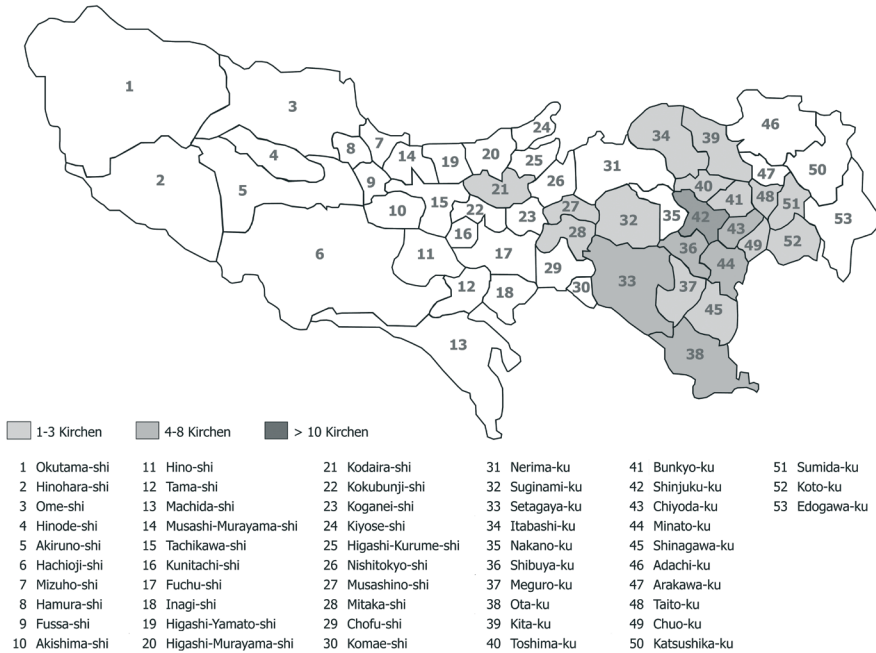 1
2
3
4
5
6
7
8
9
10
11
12
13
14
15
16
17
18
19
20
21
22
23
24
25
26
27
28
29
30
31
32
33
34
35
36
37
38
39
40
41
42
43
44
45
46
47
48
49
50
51
52
53
1-3 Kirchen
4-8 Kirchen
> 10 Kirchen
1 Okutama-shi
2 Hinohara-shi
3 Ome-shi
4 Hinode-shi
5 Akiruno-shi
6 Hachioji-shi
7 Mizuho-shi
8 Hamura-shi
9 Fussa-shi
10 Akishima-shi
11 Hino-shi
12 Tama-shi
13 Machida-shi
14 Musashi-Murayama-shi
15 Tachikawa-shi
16 Kunitachi-shi
17 Fuchu-shi
18 Inagi-shi
19 Higashi-Yamato-shi
20 Higashi-Murayama-shi
21 Kodaira-shi
22 Kokubunji-shi
23 Koganei-shi
24 Kiyose-shi
25 Higashi-Kurume-shi
26 Nishitokyo-shi
27 Musashino-shi
28 Mitaka-shi
29 Chofu-shi
30 Komae-shi
31 Nerima-ku
32 Suginami-ku
33 Setagaya-ku
34 Itabashi-ku
35 Nakano-ku
36 Shibuya-ku
37 Meguro-ku
38 Ota-ku
39 Kita-ku
40 Toshima-ku
41 Bunkyo-ku
42 Shinjuku-ku
43 Chiyoda-ku
44 Minato-ku
45 Shinagawa-ku
46 Adachi-ku
47 Arakawa-ku
48 Taito-ku
49 Chuo-ku
50 Katsushika-ku
51 Sumida-ku
52 Koto-ku
53 Edogawa-ku